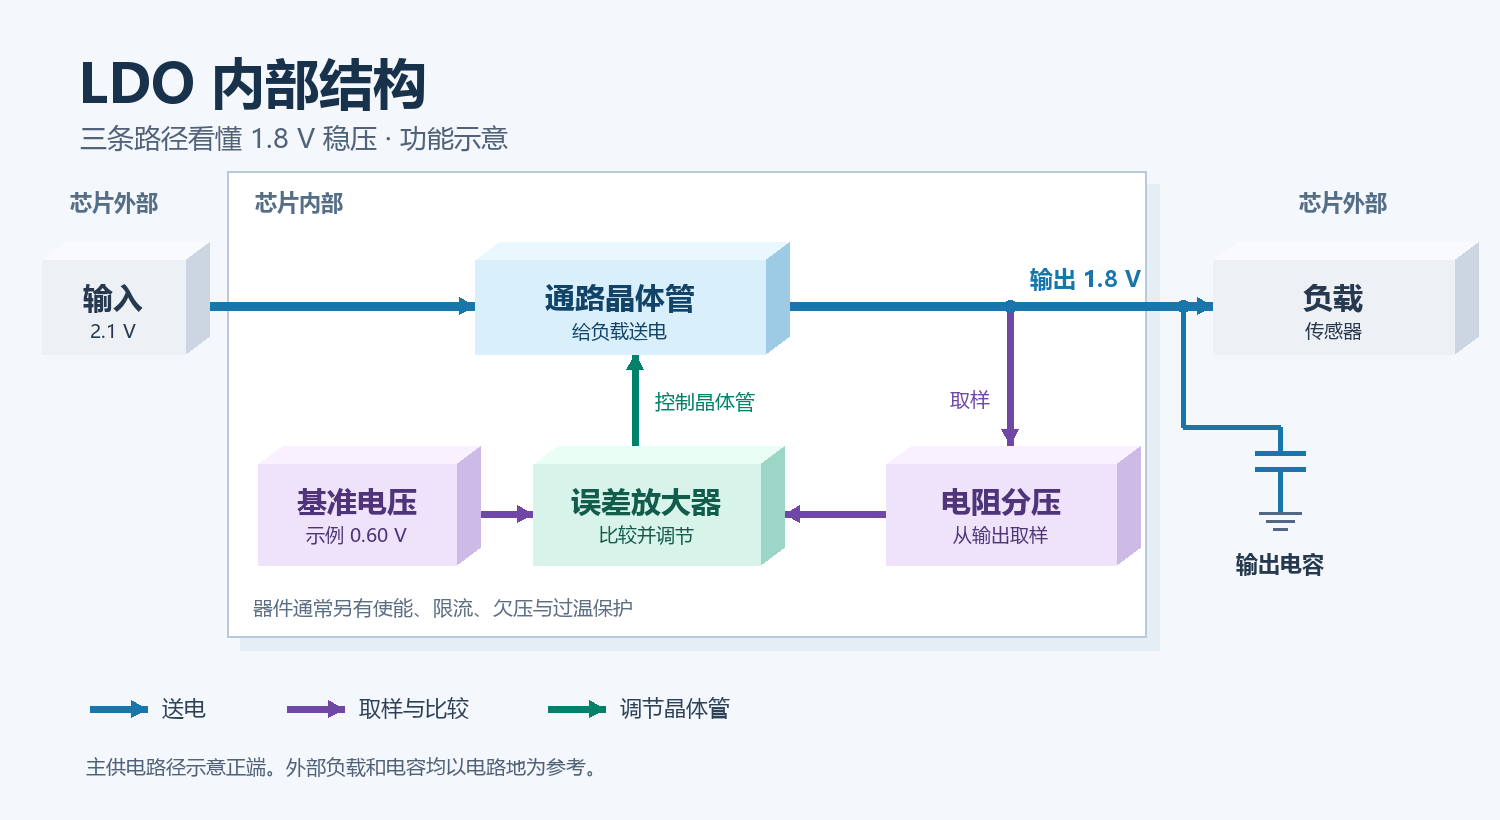 LDO 内部结构
三条路径看懂 1.8 V 稳压 · 功能示意
芯片外部
芯片内部
芯片外部
输入
2.1 V
通路晶体管
给负载送电
输出 1.8 V
负载
传感器
控制晶体管
取样
基准电压
示例 0.60 V
误差放大器
比较并调节
电阻分压
从输出取样
输出电容
器件通常另有使能、限流、欠压与过温保护
送电
取样与比较
调节晶体管
主供电路径示意正端。外部负载和电容均以电路地为参考。